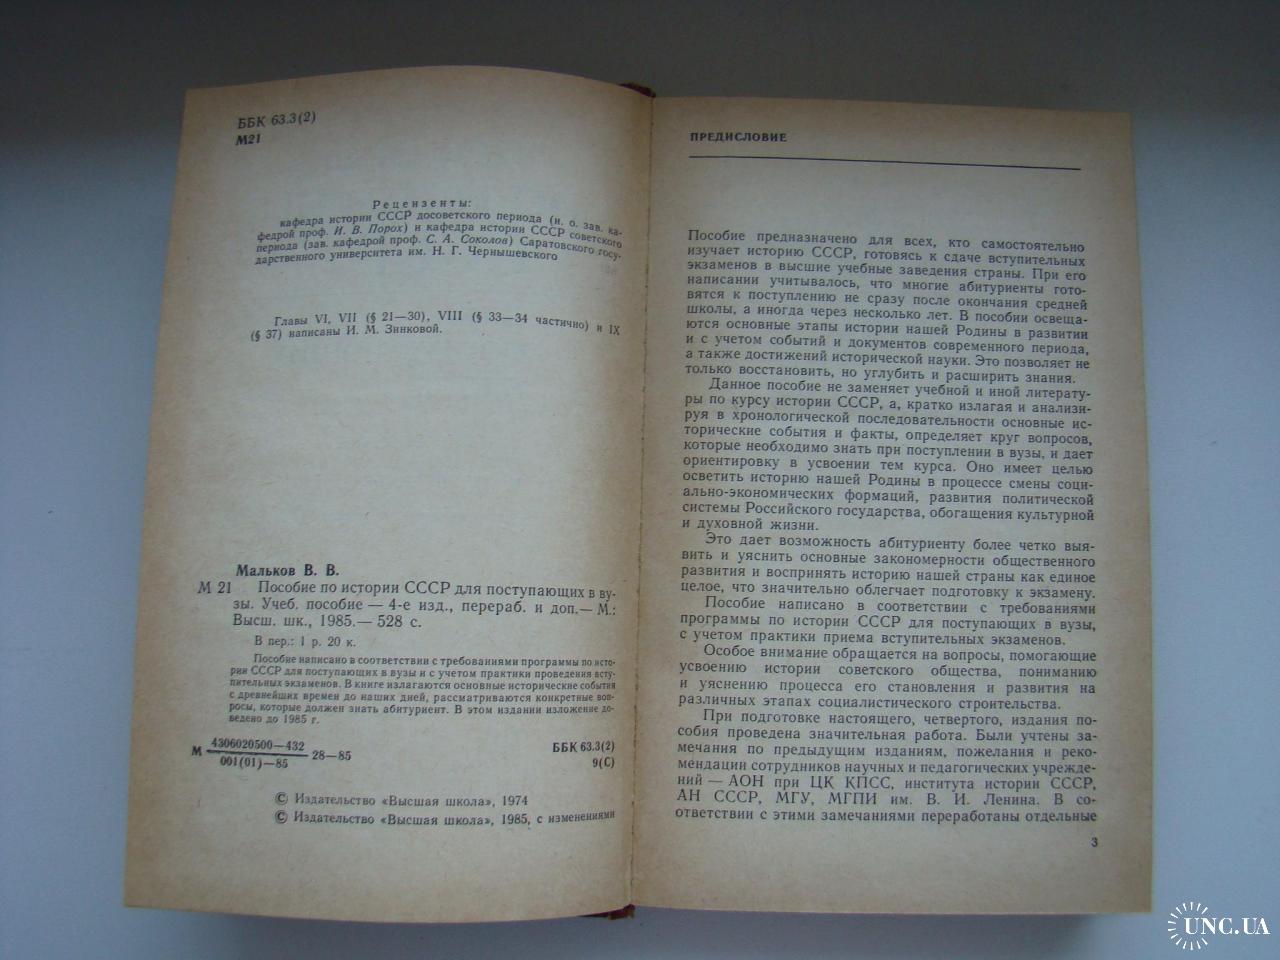 ББК 63.3(2)
М21
Рецензенты:
кафедра истории СССР досоветского периода (и. о. зав. ка-
федрой проф. И. В. Порох) и кафедра истории СССР советского
периода (зав. кафедрой проф. С. А. Соколов) Саратовского госу-
дарственного университета им. Н. Г. Чернышевского
Главы VI, VII (§ 21—30), VIII (§ 33—34 частично) и IX
(§ 37) написаны И. М. Зинковой.
Мальков В. В.
М 21 Пособие по истории СССР для поступающих в ву-
зы. Учеб. пособие — 4-е изд., перераб. и доп.— М.:
Высш. шк., 1985.— 528 с.
В пер.: 1 р. 20 к.
Пособие написано в соответствии с требованиями программы по исто-
рии СССР для поступающих в вузы и с учетом практики проведения всту-
пительных экзаменов. В книге излагаются основные исторические события
с древнейших времен до наших дней, рассматриваются конкретные воп-
росы, которые должен знать абитуриент. В этом издании изложение до-
ведено до 1985 г.
М 4306020500—432 28—85
001(01)—85
ББК 63.3(2)
9(С)
© Издательство «Высшая школа», 1974
© Издательство «Высшая школа», 1985, с изменениями
ПРЕДИСЛОВИЕ
Пособие предназначено для всех, кто самостоятельно
изучает историю СССР, готовясь к сдаче вступительных
экзаменов в высшие учебные заведения страны. При его
написании учитывалось, что многие абитуриенты гото-
вятся к поступлению не сразу после окончания средней
школы, а иногда через несколько лет. В пособии освеща-
ются основные этапы истории нашей Родины в развитии
и с учетом событий и документов современного периода,
а также достижений исторической науки. Это позволяет не
только восстановить, но углубить и расширить знания.
Данное пособие не заменяет учебной и иной литерату-
ры по курсу истории СССР, а, кратко излагая и анализи-
руя в хронологической последовательности основные ис-
торические события и факты, определяет круг вопросов,
которые необходимо знать при поступлении в вузы, и дает
ориентировку в усвоении тем курса. Оно имеет целью
осветить историю нашей Родины в процессе смены соци-
ально-экономических формаций, развития политической
системы Российского государства, обогащения культурной
и духовной жизни.
Это дает возможность абитуриенту более четко выя-
вить и уяснить основные закономерности общественного
развития и воспринять историю нашей страны как единое
целое, что значительно облегчает подготовку к экзамену.
Пособие написано в соответствии с требованиями
программы по истории СССР для поступающих в вузы,
с учетом практики приема вступительных экзаменов.
Особое внимание обращается на вопросы, помогающие
усвоению истории советского общества, пониманию
и уяснению процесса его становления и развития на
различных этапах социалистического строительства.
При подготовке настоящего, четвертого, издания по-
собия проведена значительная работа. Были учтены за-
мечания по предыдущим изданиям, пожелания и реко-
мендации сотрудников научных и педагогических учрежде-
ний — АОН при ЦК КПСС, института истории СССР,
АН СССР, МГУ, МГПИ им. В. И. Ленина. В со-
ответствии с этими замечаниями переработаны отдельные
3
UNC.UA